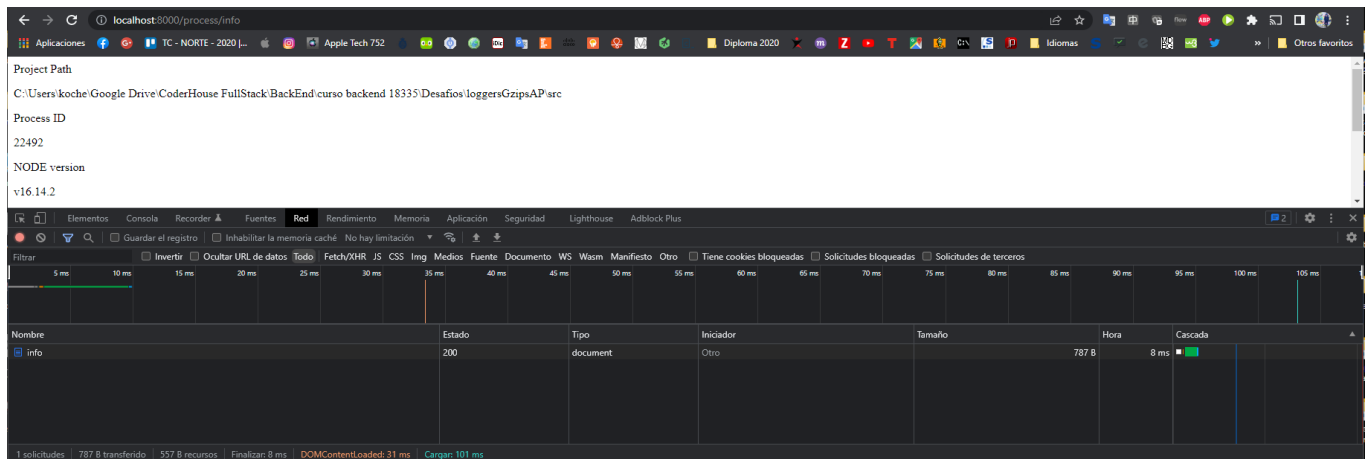 localhost:8000/process/info
Aplicaciones TC - NORTE - 2020 |... Apple Tech 752 Diploma 2020 Idiomas » Otros favoritos
Project Path
C:\Users\koche\Google Drive\CoderHouse FullStack\BackEnd\curso backend 18335\Desafios\loggersGzipsAP\src
Process ID
22492
NODE version
v16.14.2
Elementos Consola Recorder Fuentes Red Rendimiento Memoria Aplicación Seguridad Lighthouse Adblock Plus 2
Guardar el registro Inhabilitar la memoria caché No hay limitación
Filtrar Invertir Ocultar URL de datos Todo Fetch/XHR JS CSS Img Medios Fuente Documento WS Wasm Manifiesto Otro Tiene cookies bloqueadas Solicitudes bloqueadas Solicitudes de terceros
5 ms 10 ms 15 ms 20 ms 25 ms 30 ms 35 ms 40 ms 45 ms 50 ms 55 ms 60 ms 65 ms 70 ms 75 ms 80 ms 85 ms 90 ms 95 ms 100 ms 105 ms
Nombre Estado Tipo Iniciador Tamaño Hora Cascada
info 200 document Otro 787 B 8 ms
1 solicitudes 787 B transferido 557 B recursos Finalizar: 8 ms DOMContentLoaded: 31 ms Cargar: 101 ms